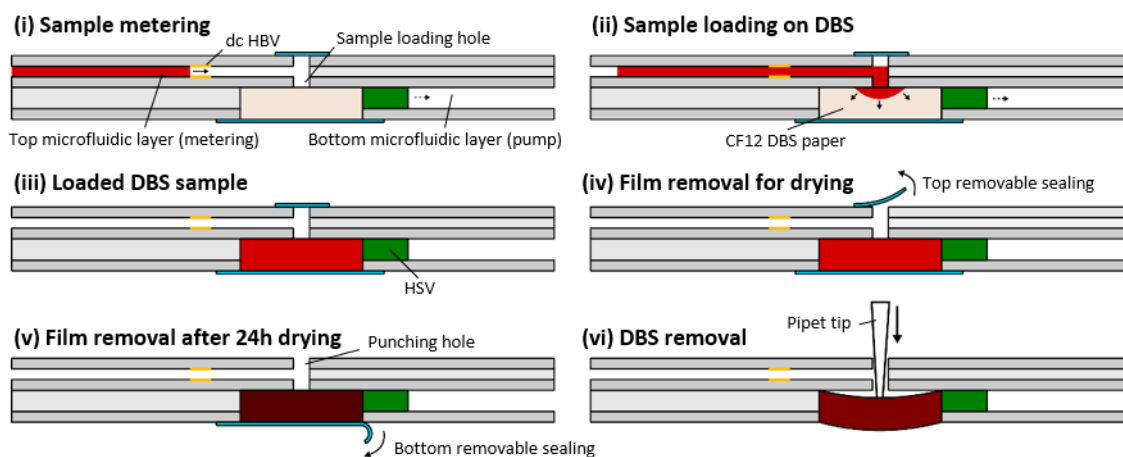 (i) Sample metering
dc HBV
Sample loading hole
Top microfluidic layer (metering)
Bottom microfluidic layer (pump)
(ii) Sample loading on DBS
CF12 DBS paper
(iii) Loaded DBS sample
HSV
(iv) Film removal for drying
Top removable sealing
(v) Film removal after 24h drying
Punching hole
Bottom removable sealing
(vi) DBS removal
Pipet tip